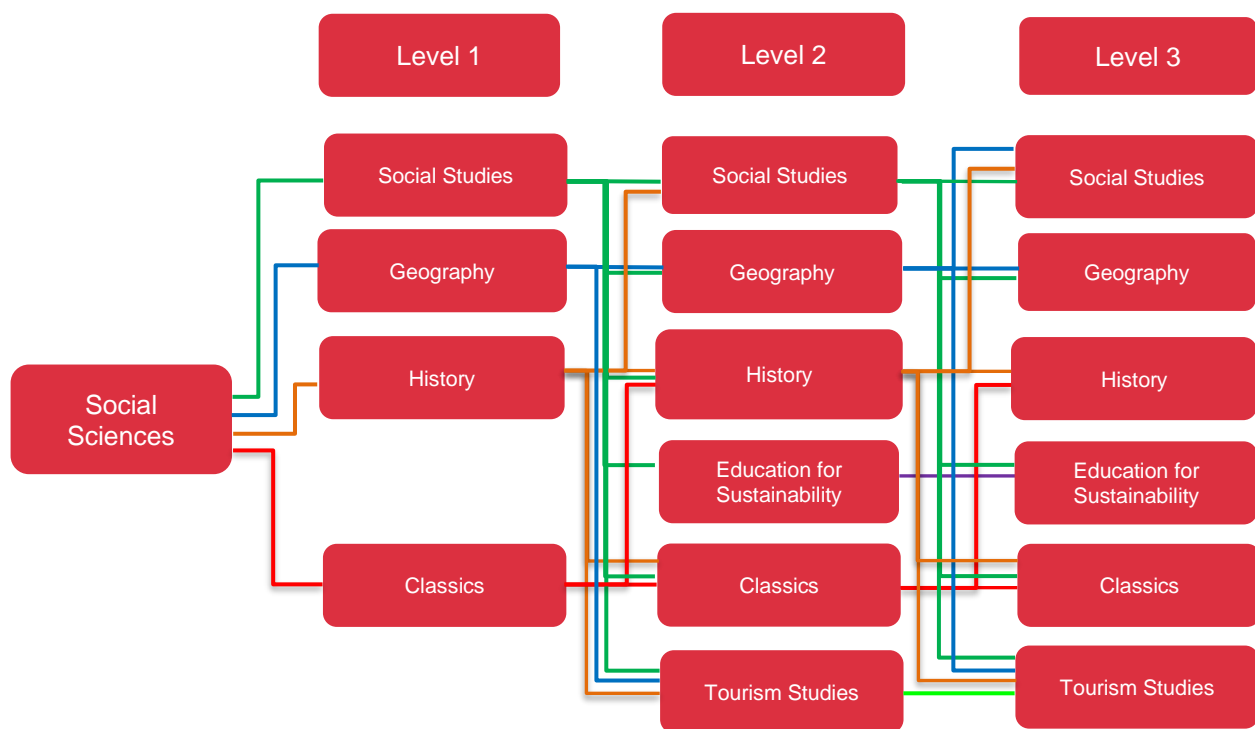 Level 1
Level 2
Level 3
Social Studies
Social Studies
Social Studies
Geography
Geography
Geography
Social
Sciences
History
History
History
Education for
Sustainability
Education for
Sustainability
Classics
Classics
Classics
Tourism Studies
Tourism Studies